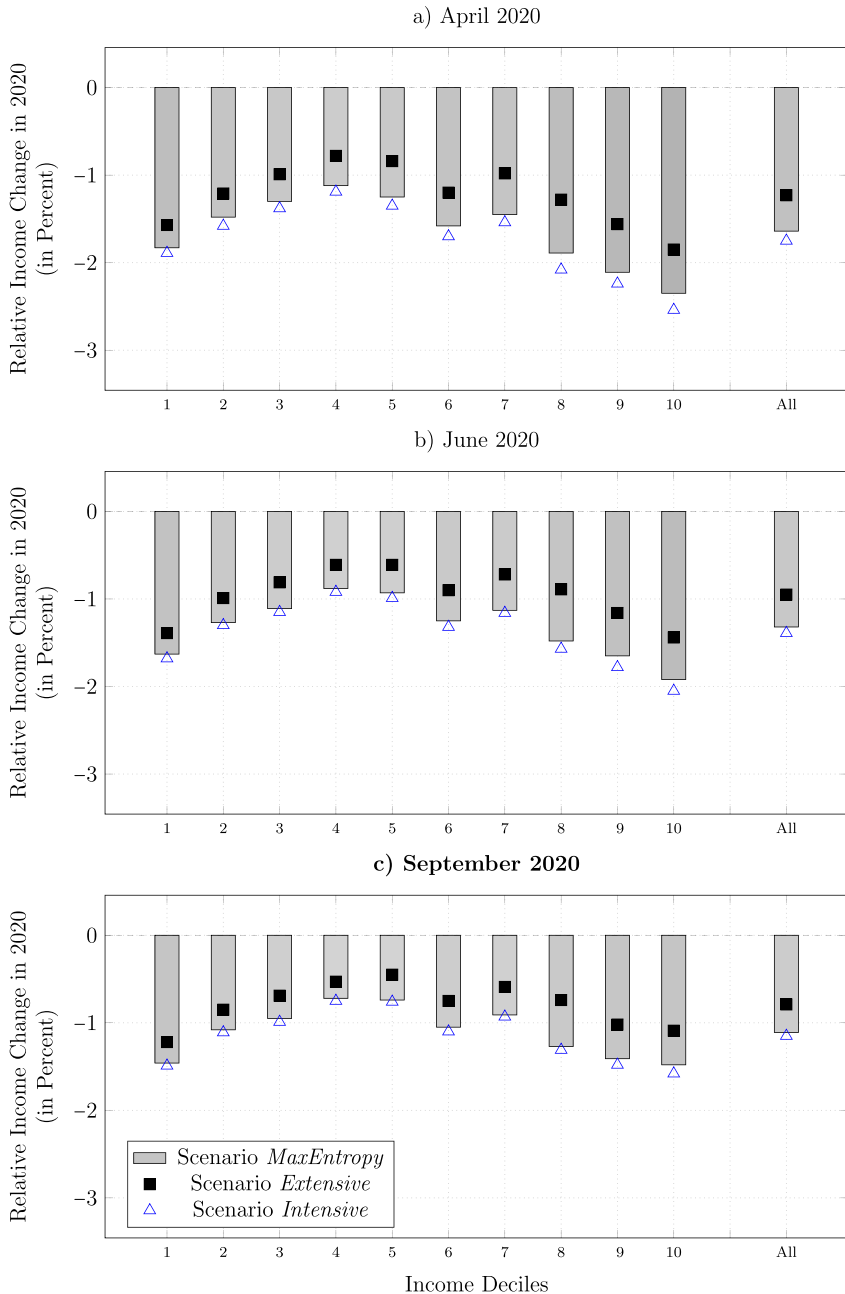 a) April 2020
Relative Income Change in 2020
(in Percent)
0
−1
−2
−3
1 2 3 4 5 6 7 8 9 10 All
b) June 2020
Relative Income Change in 2020
(in Percent)
0
−1
−2
−3
1 2 3 4 5 6 7 8 9 10 All
c) September 2020
Relative Income Change in 2020
(in Percent)
0
−1
−2
−3
Scenario MaxEntropy
Scenario Extensive
Scenario Intensive
1 2 3 4 5 6 7 8 9 10 All
Income Deciles